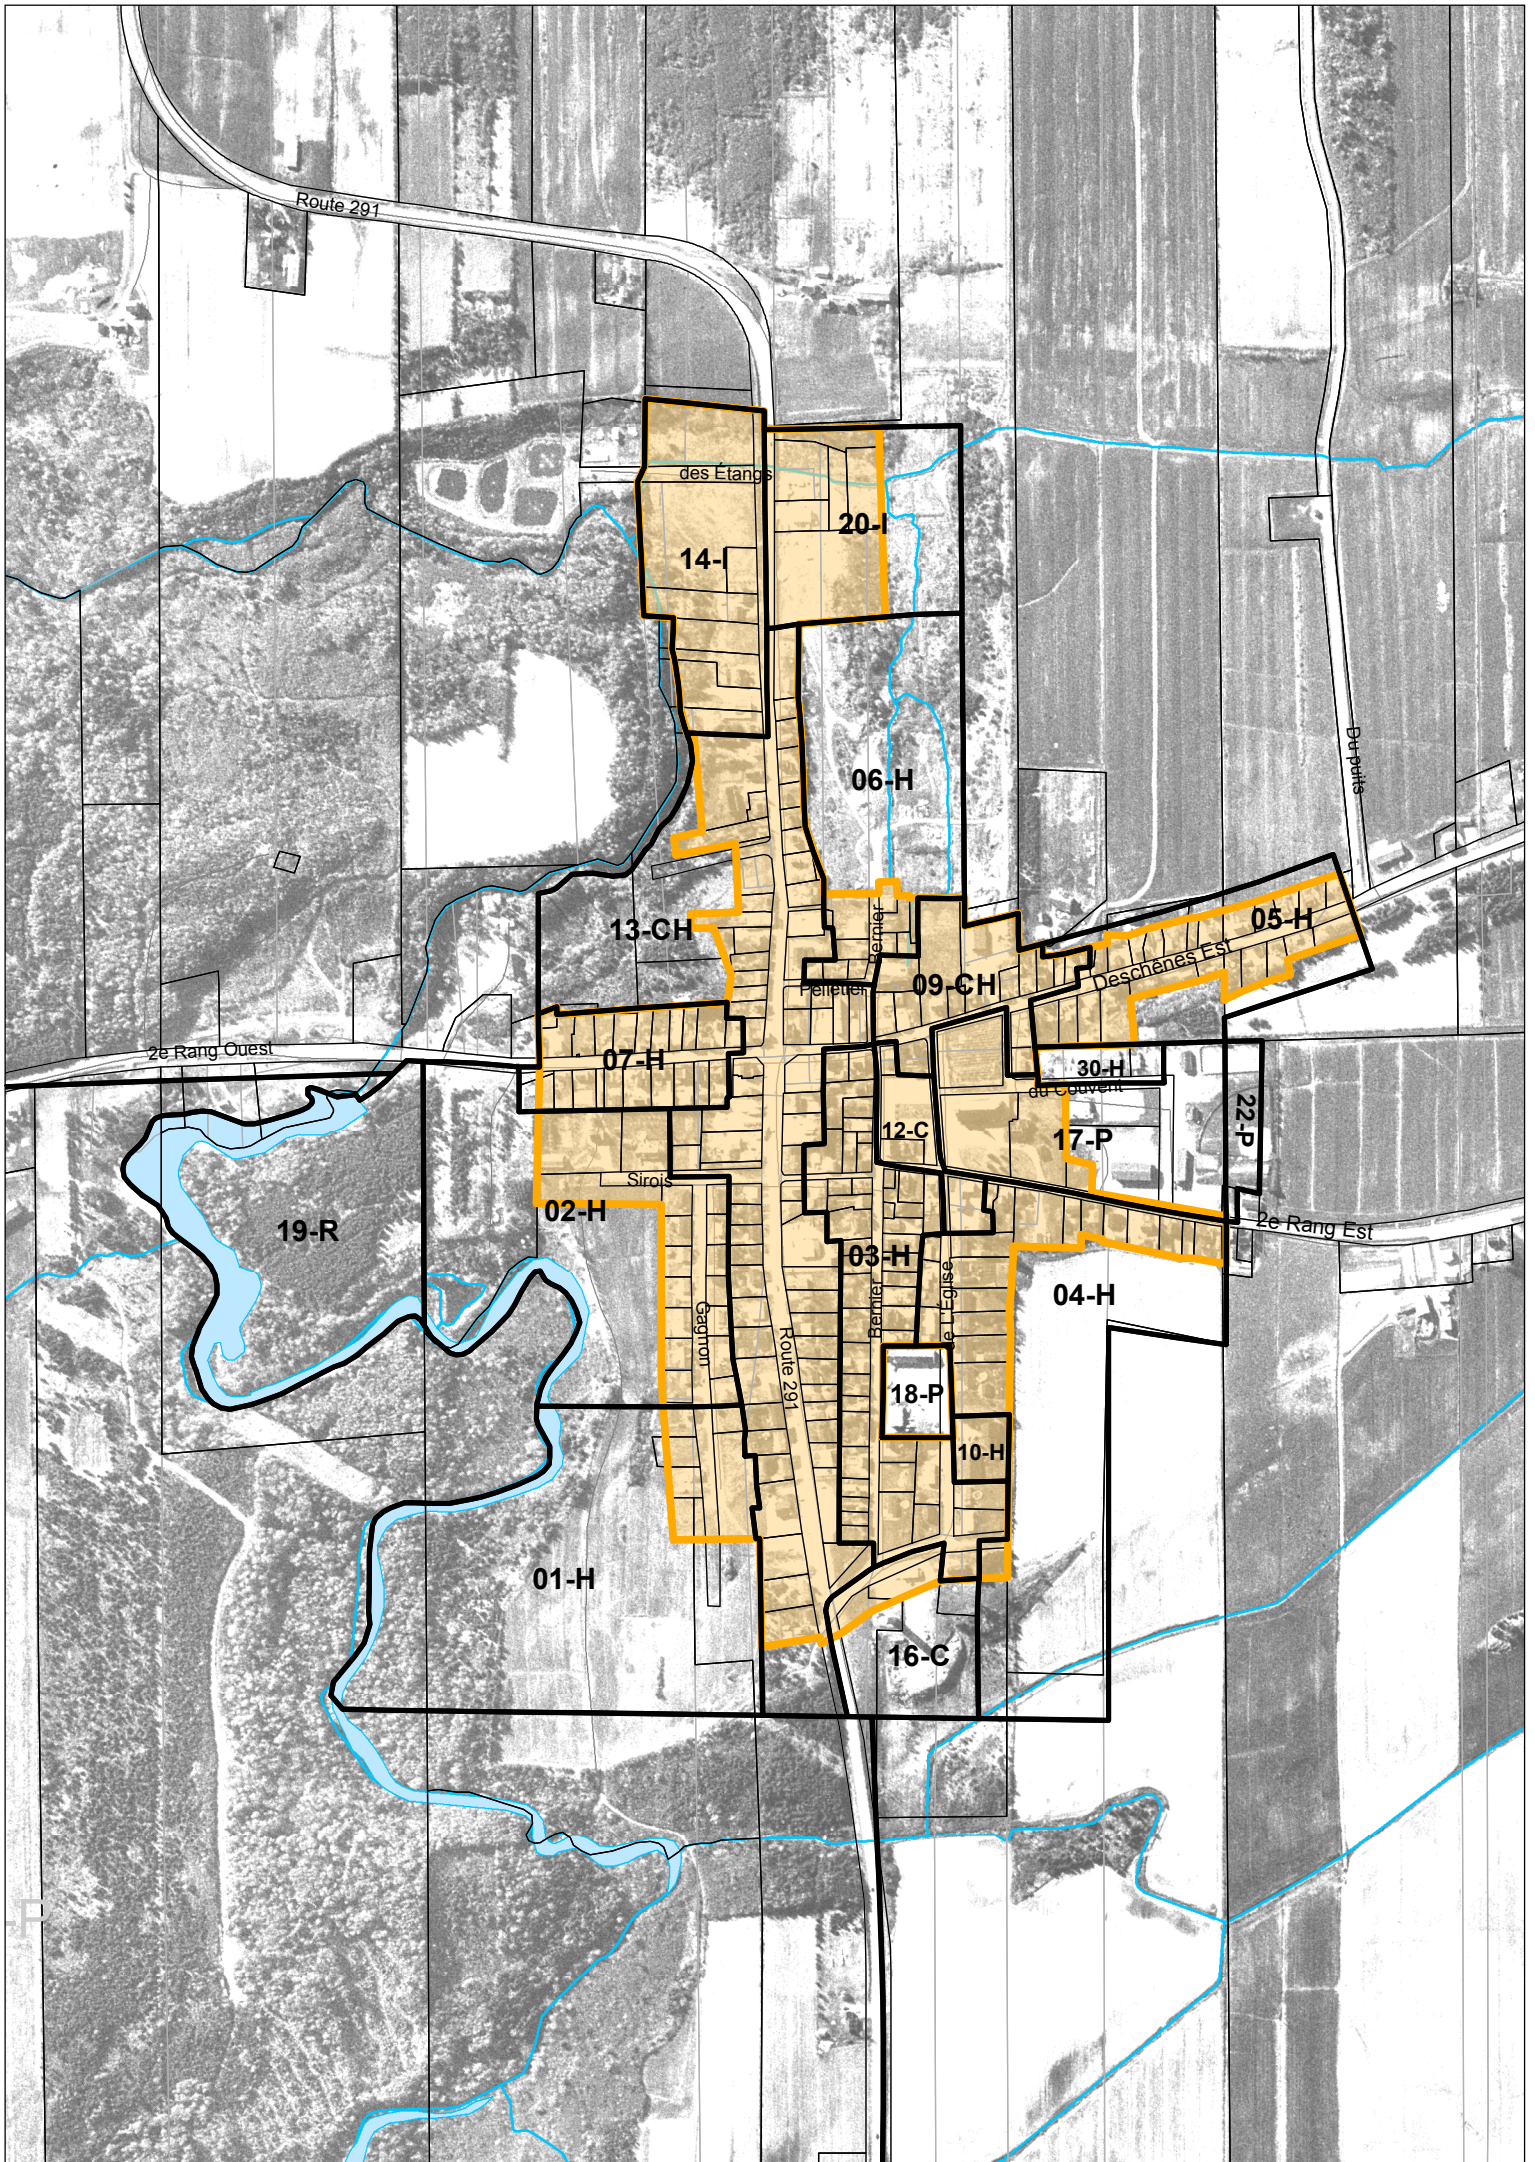 Route 291
des Étangs
20-I
14-I
Du puits
06-H
05-H
Bernier
13-CH
Deschênes Est
09-CH
Pelletier
2e Rang Ouest
07-H
30-H
du Couvent
22-P
12-C
17-P
Sirois
02-H
19-R
2e Rang Est
03-H
de L'Église
04-H
Bernier
Gagnon
Route 291
18-P
10-H
01-H
16-C
-P